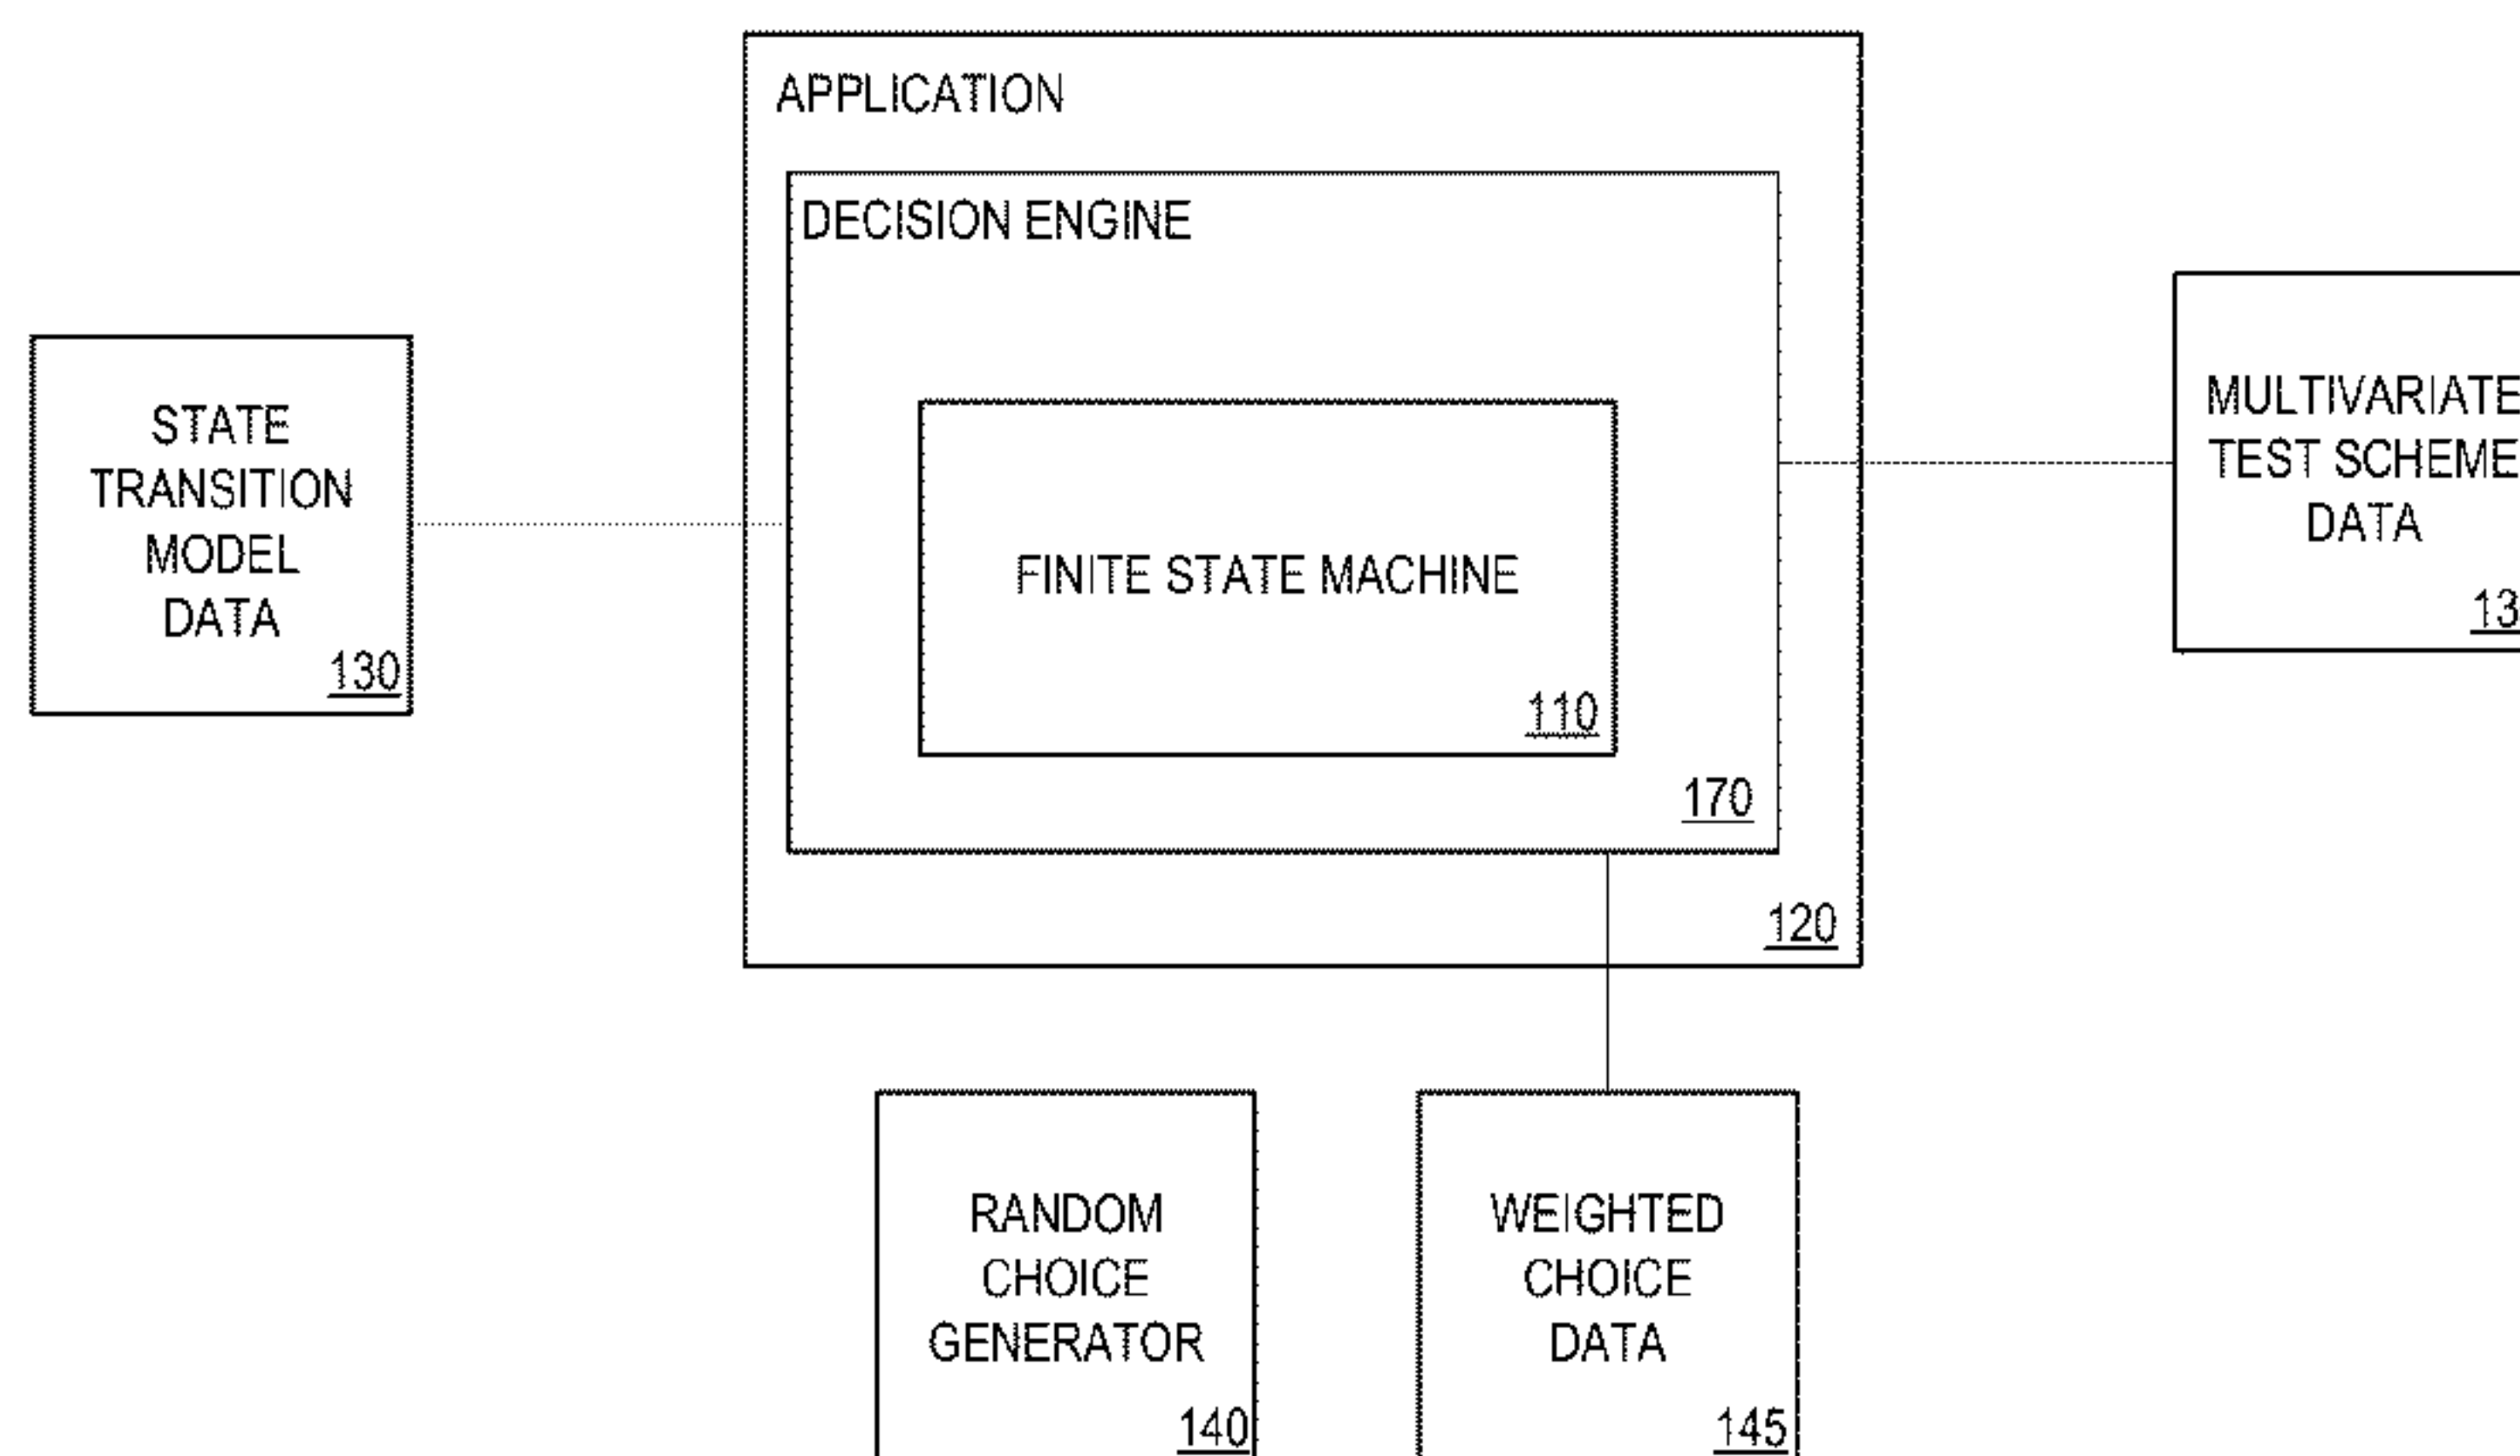 APPLICATION
DECISION ENGINE
STATE
TRANSITION
MODEL
DATA
130
FINITE STATE MACHINE
110
170
120
MULTIVARIATE
TEST SCHEME
DATA
RANDOM
CHOICE
GENERATOR
140
WEIGHTED
CHOICE
DATA
145